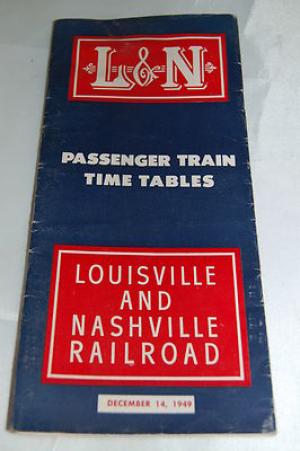 L&N
PASSENGER TRAIN
TIME TABLES
LOUISVILLE
AND
NASHVILLE
RAILROAD
DECEMBER 14, 1949